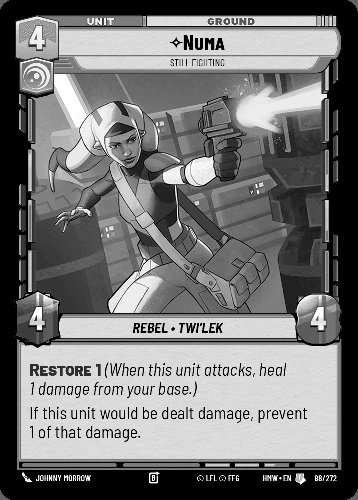 UNIT
GROUND
4
✧NUMA
STILL FIGHTING
4
4
REBEL • TWI'LEK
RESTORE 1 (When this unit attacks, heal
1 damage from your base.)
If this unit would be dealt damage, prevent
1 of that damage.
JOHNNY MORROW
© LFL © FFG
HMW • EN
88/272